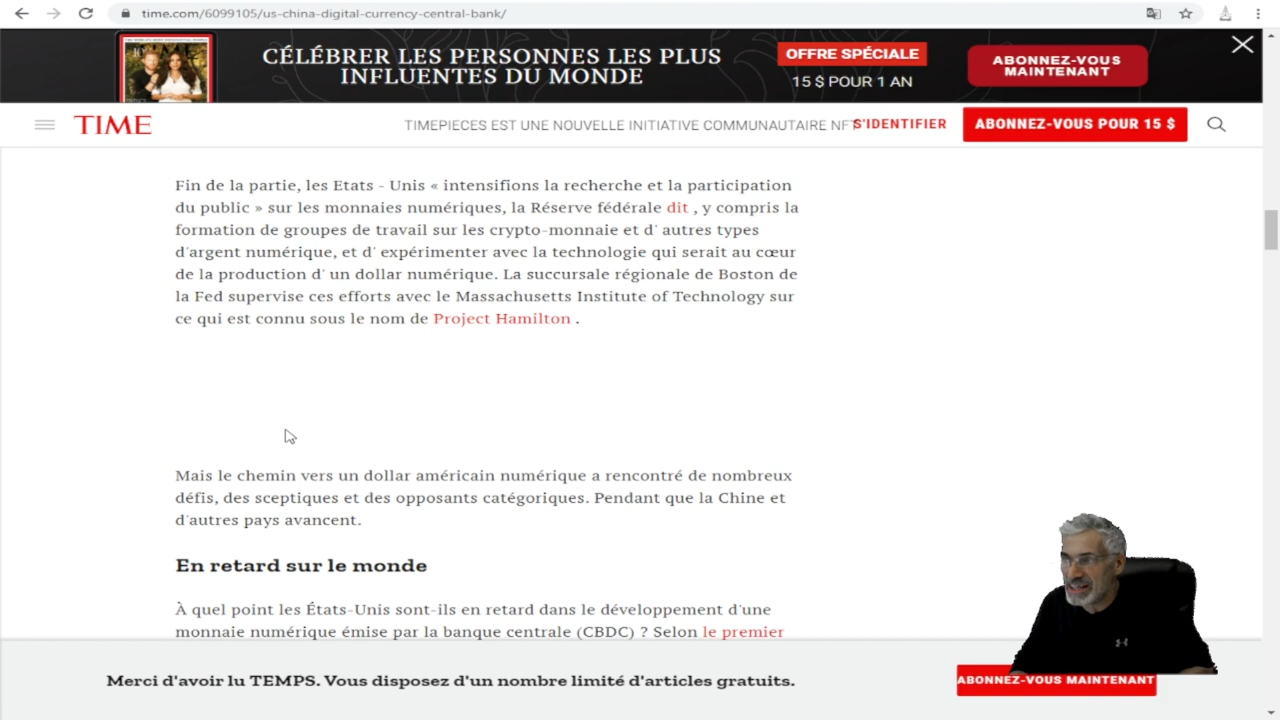 time.com/6099105/us-china-digital-currency-central-bank/
CÉLÉBRER LES PERSONNES LES PLUS
INFLUENTES DU MONDE
OFFRE SPÉCIALE
15 $ POUR 1 AN
ABONNEZ-VOUS
MAINTENANT
TIME
TIMEPIECES EST UNE NOUVELLE INITIATIVE COMMUNAUTAIRE NFT
S'IDENTIFIER
ABONNEZ-VOUS POUR 15 $
Fin de la partie, les Etats - Unis « intensifions la recherche et la participation
du public » sur les monnaies numériques, la Réserve fédérale dit , y compris la
formation de groupes de travail sur les crypto-monnaie et d' autres types
d'argent numérique, et d' expérimenter avec la technologie qui serait au cœur
de la production d' un dollar numérique. La succursale régionale de Boston de
la Fed supervise ces efforts avec le Massachusetts Institute of Technology sur
ce qui est connu sous le nom de Project Hamilton .
Mais le chemin vers un dollar américain numérique a rencontré de nombreux
défis, des sceptiques et des opposants catégoriques. Pendant que la Chine et
d'autres pays avancent.
En retard sur le monde
À quel point les États-Unis sont-ils en retard dans le développement d'une
monnaie numérique émise par la banque centrale (CBDC) ? Selon le premier
Merci d'avoir lu TEMPS. Vous disposez d'un nombre limité d'articles gratuits.
ABONNEZ-VOUS MAINTENANT